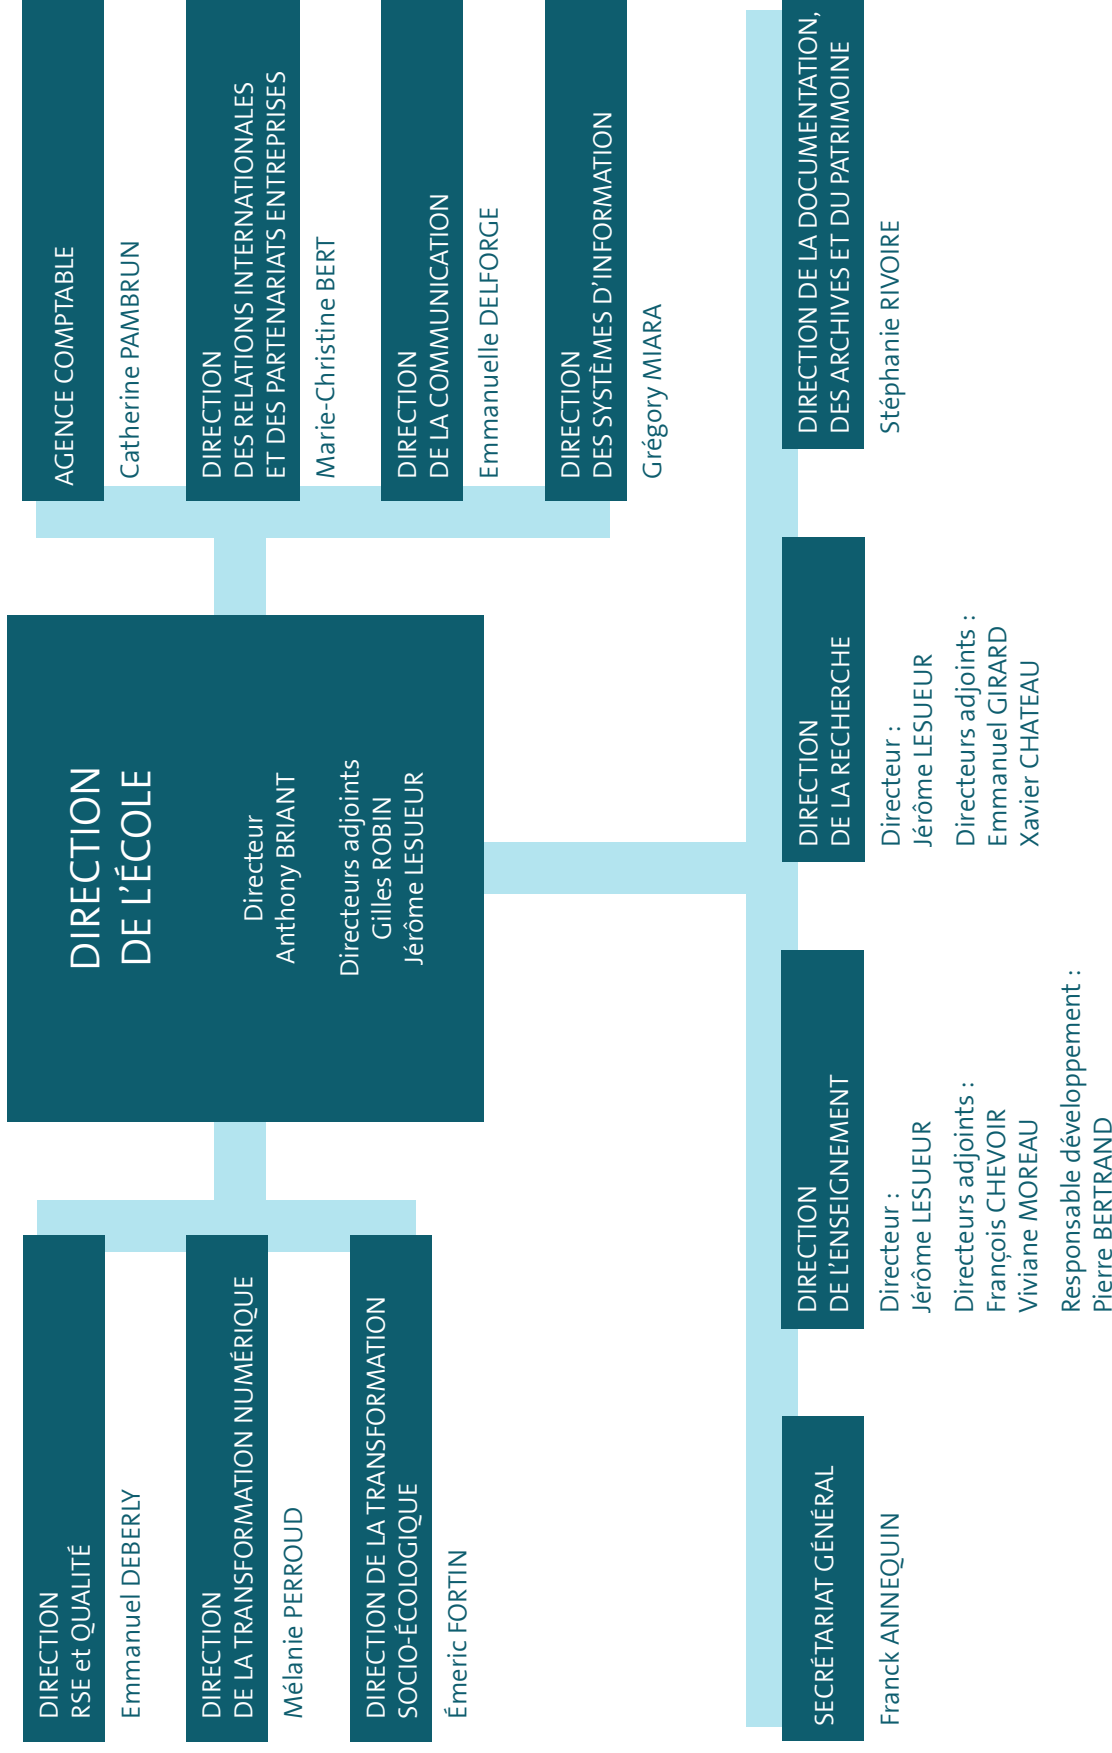 DIRECTION
DE L'ÉCOLE
Directeur
Anthony BRIANT
Directeurs adjoints
Gilles ROBIN
Jérôme LESUEUR
DIRECTION
RSE et QUALITÉ
Emmanuel DEBERLY
DIRECTION
DE LA TRANSFORMATION NUMÉRIQUE
Mélanie PERROUD
DIRECTION DE LA TRANSFORMATION
SOCIO-ÉCOLOGIQUE
Émeric FORTIN
AGENCE COMPTABLE
Catherine PAMBRUN
DIRECTION
DES RELATIONS INTERNATIONALES
ET DES PARTENARIATS ENTREPRISES
Marie-Christine BERT
DIRECTION
DE LA COMMUNICATION
Emmanuelle DELFORGE
DIRECTION
DES SYSTÈMES D'INFORMATION
Grégory MIARA
SECRÉTARIAT GÉNÉRAL
Franck ANNEQUIN
DIRECTION
DE L'ENSEIGNEMENT
Directeur :
Jérôme LESUEUR
Directeurs adjoints :
François CHEVOIR
Viviane MOREAU
Responsable développement :
Pierre BERTRAND
DIRECTION
DE LA RECHERCHE
Directeur :
Jérôme LESUEUR
Directeurs adjoints :
Emmanuel GIRARD
Xavier CHATEAU
DIRECTION DE LA DOCUMENTATION,
DES ARCHIVES ET DU PATRIMOINE
Stéphanie RIVOIRE